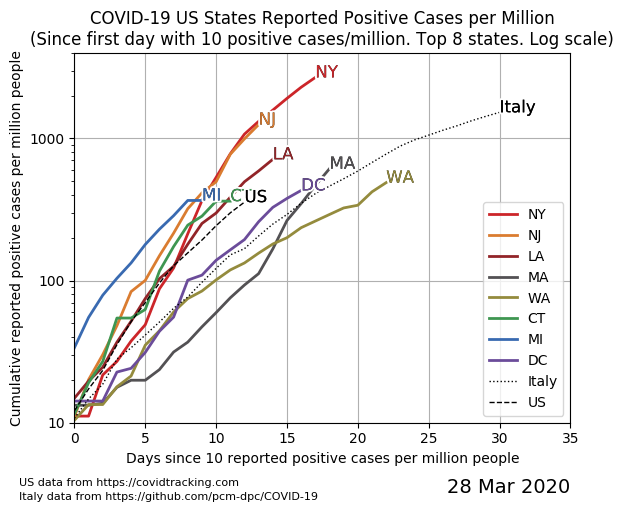 COVID-19 US States Reported Positive Cases per Million
(Since first day with 10 positive cases/million. Top 8 states. Log scale)
Cumulative reported positive cases per million people
1000
100
10
NY
NJ
LA
MA
WA
MI
CT
US
DC
Italy
NY
NJ
LA
MA
WA
CT
MI
DC
Italy
US
0 5 10 15 20 25 30 35
Days since 10 reported positive cases per million people
US data from https://covidtracking.com
Italy data from https://github.com/pcm-dpc/COVID-19
28 Mar 2020